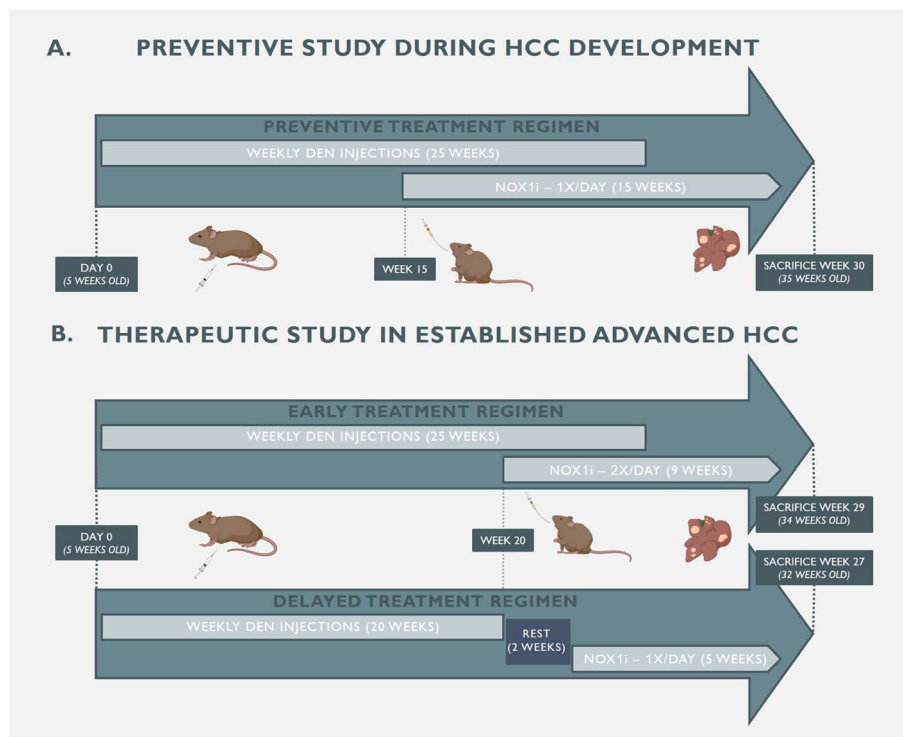 A. PREVENTIVE STUDY DURING HCC DEVELOPMENT
PREVENTIVE TREATMENT REGIMEN
WEEKLY DEN INJECTIONS (25 WEEKS)
NOX1i – 1X/DAY (15 WEEKS)
DAY 0
(5 WEEKS OLD)
WEEK 15
SACRIFICE WEEK 30
(35 WEEKS OLD)
B. THERAPEUTIC STUDY IN ESTABLISHED ADVANCED HCC
EARLY TREATMENT REGIMEN
WEEKLY DEN INJECTIONS (25 WEEKS)
NOX1i – 2X/DAY (9 WEEKS)
DAY 0
(5 WEEKS OLD)
WEEK 20
SACRIFICE WEEK 29
(34 WEEKS OLD)
SACRIFICE WEEK 27
(32 WEEKS OLD)
DELAYED TREATMENT REGIMEN
WEEKLY DEN INJECTIONS (20 WEEKS)
REST
(2 WEEKS)
NOX1i – 1X/DAY (5 WEEKS)